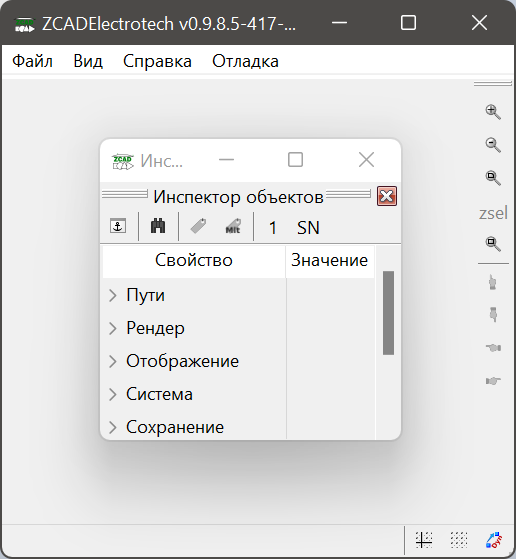 ZCADElectrotech v0.9.8.5-417-...
Файл Вид Справка Отладка
ZCAD Инс...
Инспектор объектов
MIt 1 SN
zsel
Свойство Значение
Пути
Рендер
Отображение
Система
Сохранение